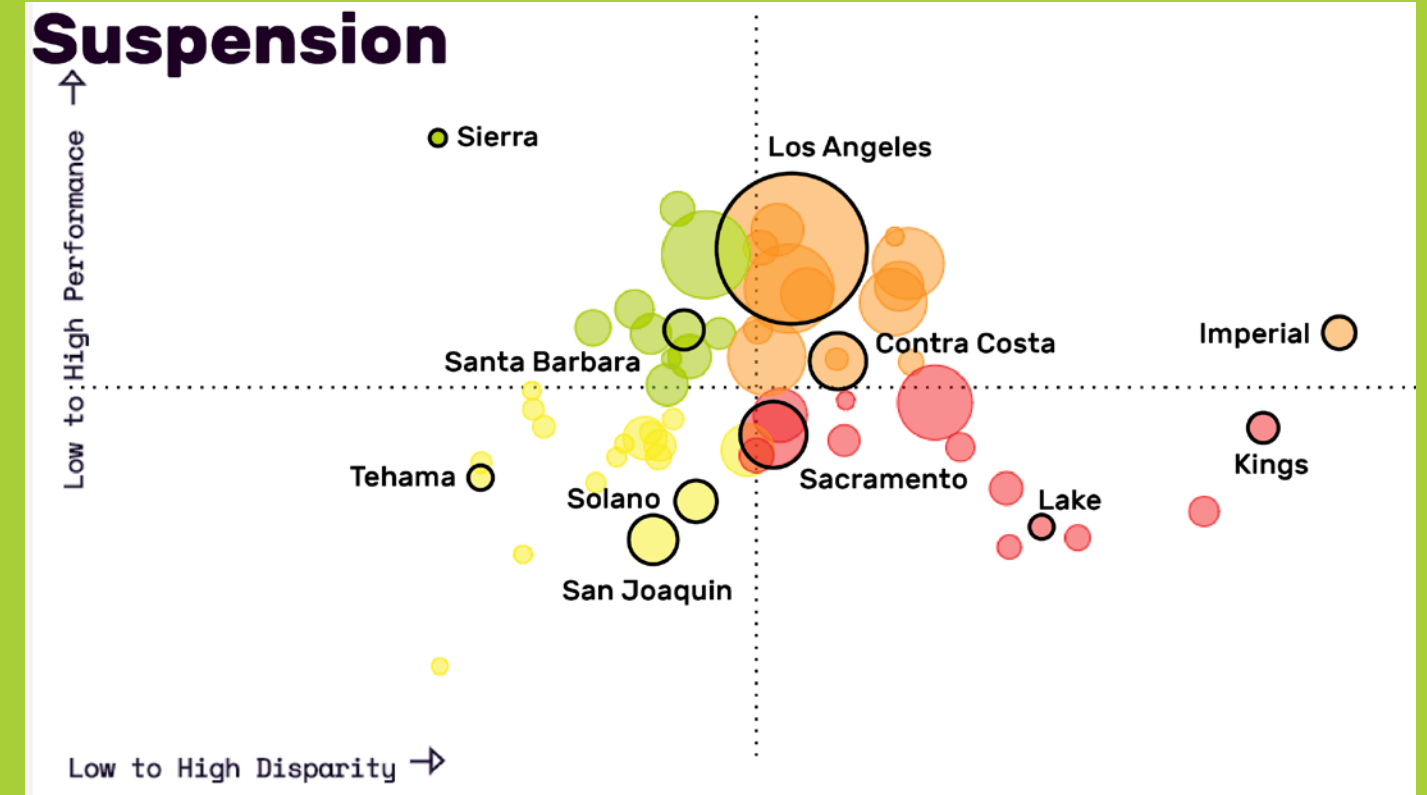 Suspension
Low to High Performance
Sierra
Los Angeles
Santa Barbara
Contra Costa
Imperial
Tehama
Solano
Sacramento
Kings
Lake
San Joaquin
Low to High Disparity